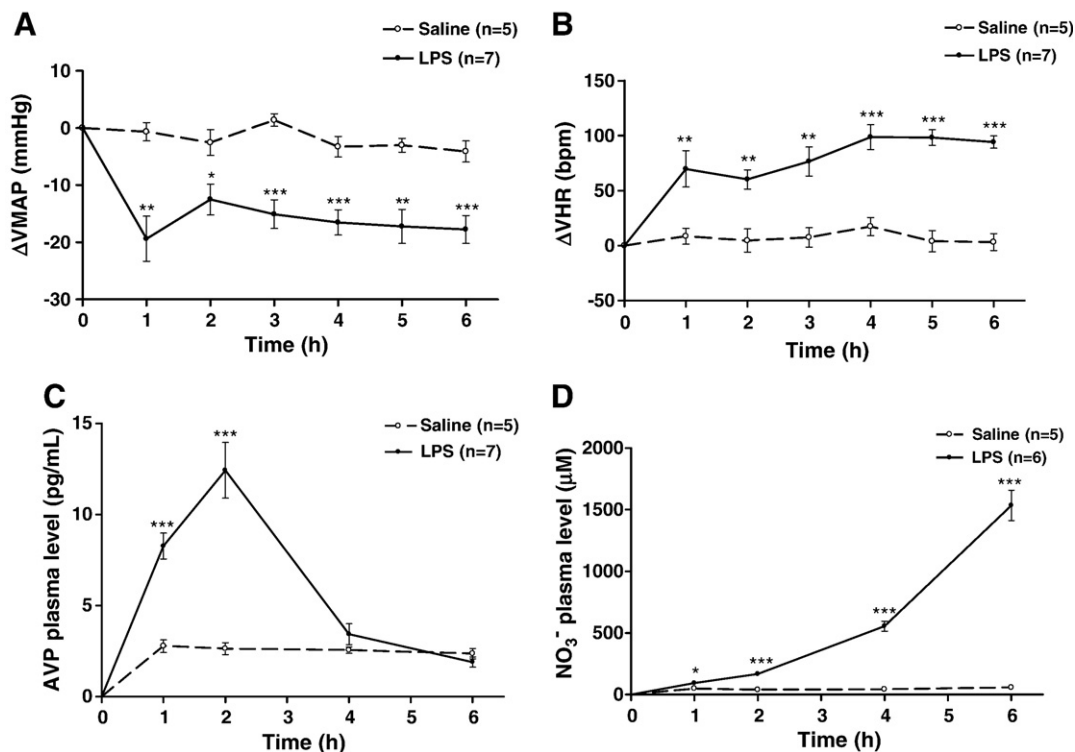 A
Saline (n=5)
LPS (n=7)
ΔVMAP (mmHg)
10
0
-10
-20
-30
**
*
***
***
**
***
0 1 2 3 4 5 6
Time (h)
B
Saline (n=5)
LPS (n=7)
ΔVHR (bpm)
150
100
50
0
-50
**
**
**
***
***
***
0 1 2 3 4 5 6
Time (h)
C
Saline (n=5)
LPS (n=7)
AVP plasma level (pg/mL)
15
10
5
0
***
***
0 1 2 4 6
Time (h)
D
Saline (n=5)
LPS (n=6)
NO₃⁻ plasma level (µM)
2000
1500
1000
500
0
*
***
***
***
0 1 2 4 6
Time (h)